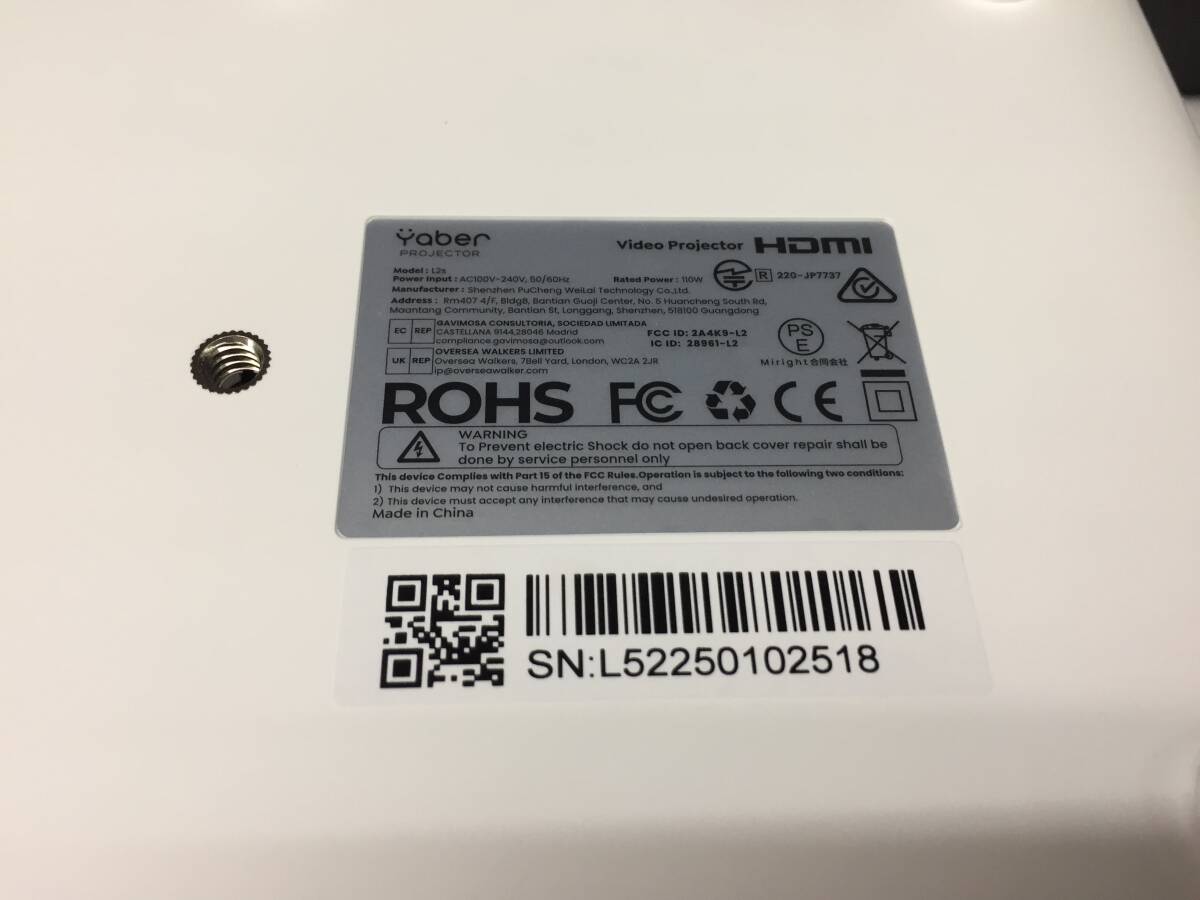 Yaber
PROJECTOR
Video Projector HDMI
Model : L2s
Power Input : AC100V-240V, 50/60Hz Rated Power : 110W R 220-JP7737
Manufacturer : Shenzhen PuCheng WeiLai Technology Co.,Ltd.
Address : Rm407 4/F, Bldg8, Bantian Guoji Center, No. 5 Huancheng South Rd,
Maantang Community, Bantian St, Longgang, Shenzhen, 518100 Guangdong
EC REP GAVIMOSA CONSULTORIA, SOCIEDAD LIMITADA
CASTELLANA 9144,28046 Madrid
compliance.gavimosa@outlook.com
FCC ID: 2A4K9-L2
IC ID: 28961-L2
PS
E
Miright合同会社
UK REP OVERSEA WALKERS LIMITED
Oversea Walkers, 7Bell Yard, London, WC2A 2JR
ip@overseawalker.com
ROHS FC CE
WARNING
To Prevent electric Shock do not open back cover repair shall be
done by service personnel only
This device Complies with Part 15 of the FCC Rules.Operation is subject to the following two conditions:
1) This device may not cause harmful interference, and
2) This device must accept any interference that may cause undesired operation.
Made in China
SN:L52250102518